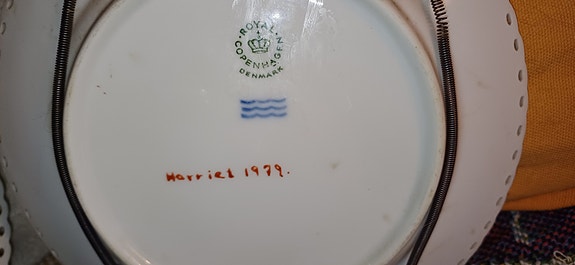 ROYAL
COPENHAGEN
DENMARK
Harriet 1979.